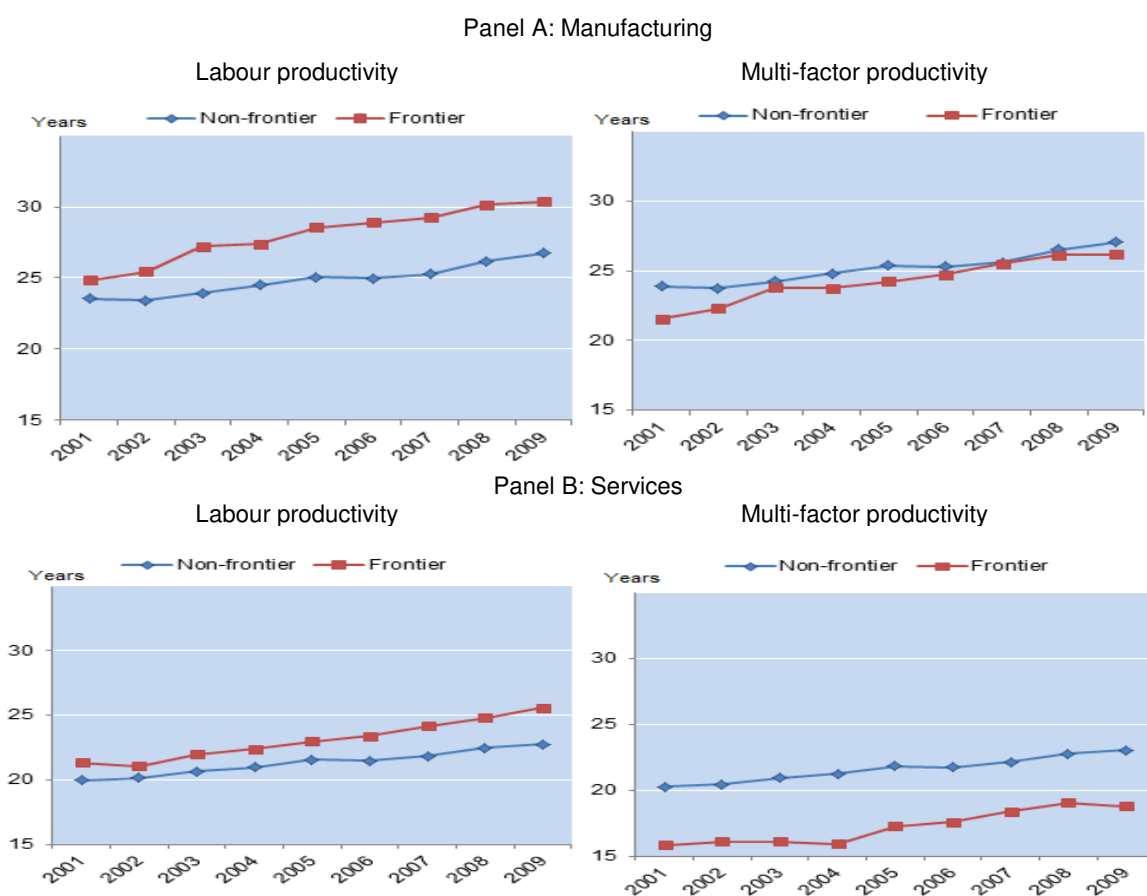 Panel A: Manufacturing
Labour productivity
Multi-factor productivity
Years
Non-frontier
Frontier
30
25
20
15
2001
2002
2003
2004
2005
2006
2007
2008
2009
Years
Non-frontier
Frontier
30
25
20
15
2001
2002
2003
2004
2005
2006
2007
2008
2009
Panel B: Services
Labour productivity
Multi-factor productivity
Years
Non-frontier
Frontier
30
25
20
15
2001
2002
2003
2004
2005
2006
2007
2008
2009
Years
Non-frontier
Frontier
30
25
20
15
2001
2002
2003
2004
2005
2006
2007
2008
2009